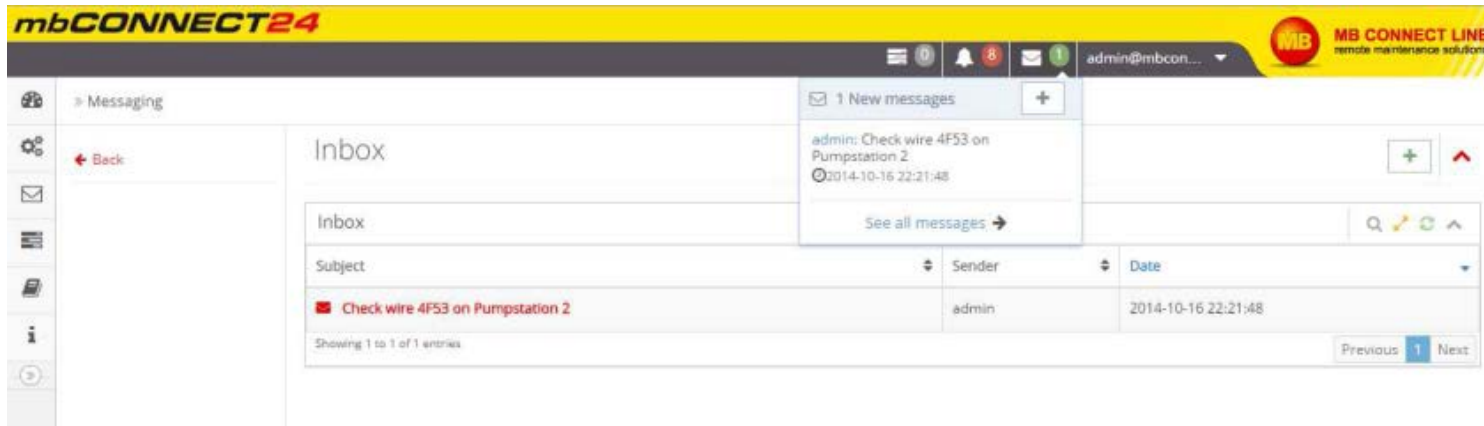 mbCONNECT24
MB CONNECT LINE
remote maintenance solutions
0 8 1 admin@mbcon...
» Messaging
1 New messages
admin: Check wire 4F53 on
Pumpstation 2
2014-10-16 22:21:48
See all messages
Back
Inbox
Inbox
Subject Sender Date
Check wire 4F53 on Pumpstation 2 admin 2014-10-16 22:21:48
Showing 1 to 1 of 1 entries
Previous 1 Next